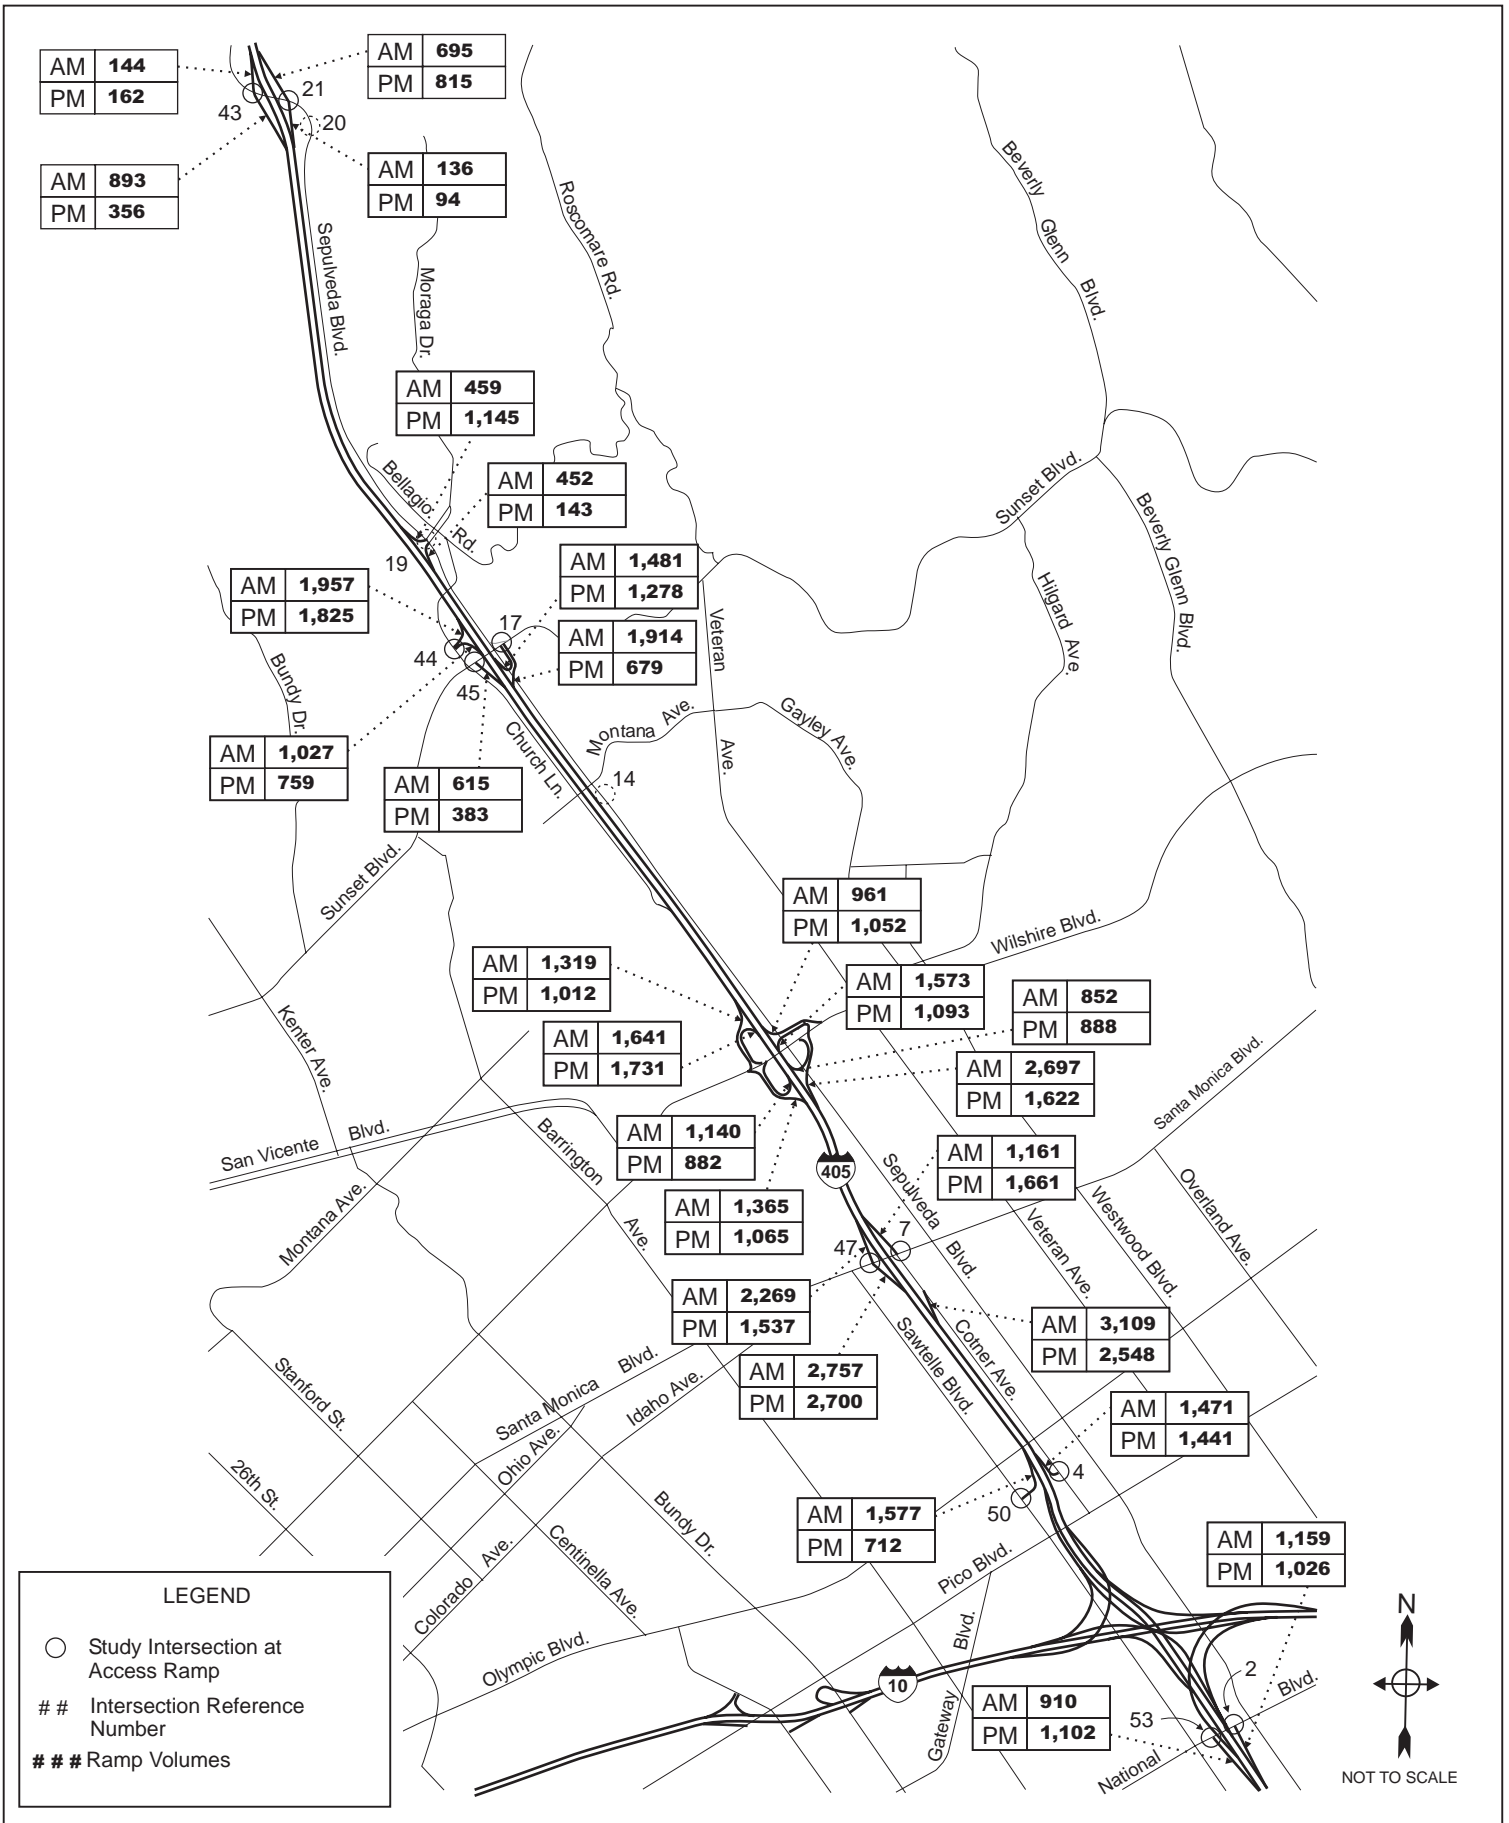 AM 695
PM 815
AM 144
PM 162
21
43
20
AM 136
PM 94
AM 893
PM 356
Sepulveda Blvd.
Moraga Dr.
Roscomare Rd.
Beverly Glenn Blvd.
AM 459
PM 1,145
Bellagio Rd.
AM 452
PM 143
Sunset Blvd.
Beverly Glenn Blvd.
19
AM 1,481
PM 1,278
AM 1,957
PM 1,825
Hilgard Ave
17
AM 1,914
PM 679
Veteran Ave.
44
45
Bundy Dr.
Church Ln.
Montana Ave.
Gayley Ave.
AM 1,027
PM 759
AM 615
PM 383
14
Sunset Blvd.
AM 961
PM 1,052
Wilshire Blvd.
AM 1,319
PM 1,012
AM 1,573
PM 1,093
AM 852
PM 888
Kenter Ave.
AM 1,641
PM 1,731
AM 2,697
PM 1,622
Santa Monica Blvd.
San Vicente Blvd.
Barrington Ave.
AM 1,140
PM 882
405
AM 1,161
PM 1,661
Sepulveda Blvd.
Montana Ave.
AM 1,365
PM 1,065
Veteran Ave.
Westwood Blvd.
Overland Ave.
47
7
AM 2,269
PM 1,537
Sawtelle Blvd.
Cotner Ave.
AM 3,109
PM 2,548
Stanford St.
Santa Monica Blvd.
Idaho Ave.
AM 2,757
PM 2,700
AM 1,471
PM 1,441
Ohio Ave.
26th St.
4
50
Bundy Dr.
AM 1,577
PM 712
Centinella Ave.
Colorado Ave.
Pico Blvd.
AM 1,159
PM 1,026
LEGEND
Study Intersection at
Access Ramp
# # Intersection Reference
Number
# # # Ramp Volumes
Olympic Blvd.
10
Gateway Blvd.
AM 910
PM 1,102
53
2
National Blvd.
N
NOT TO SCALE